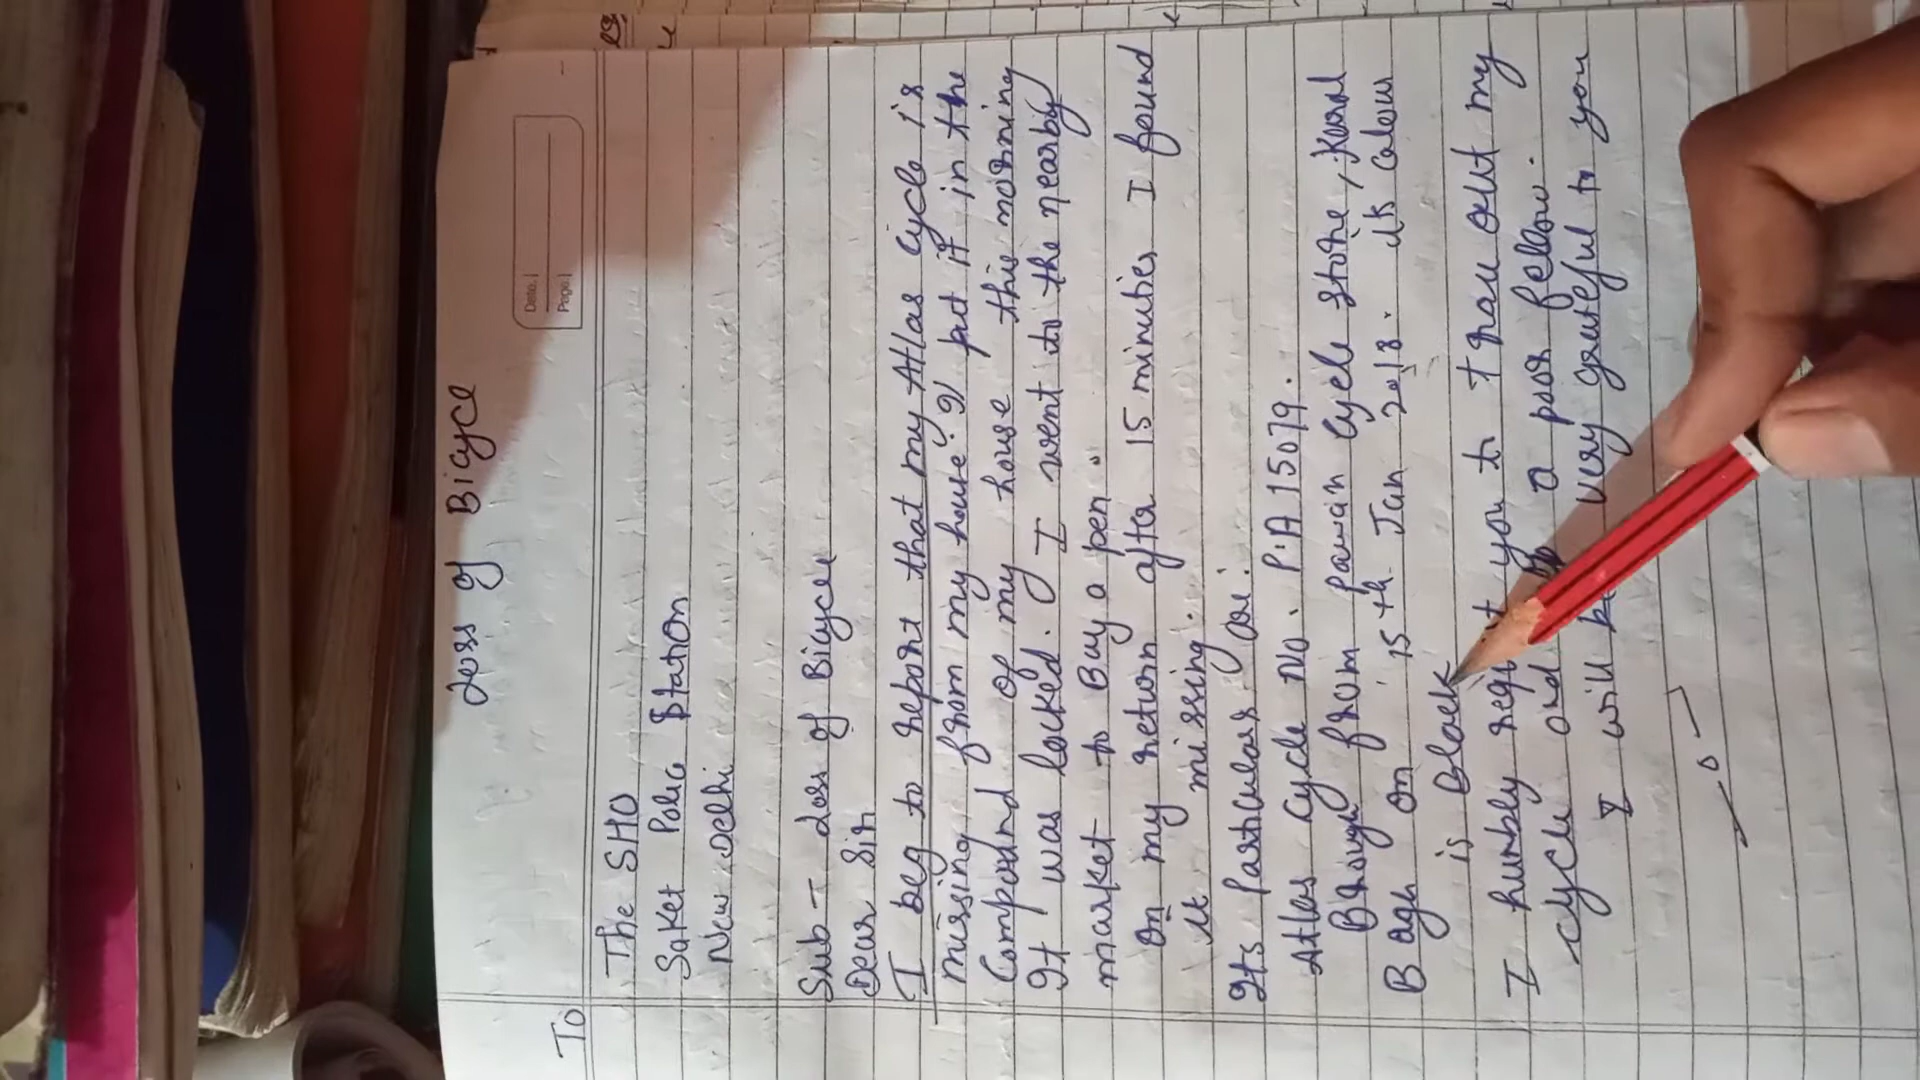 Loss of Bicyce
Date:
Page:
To
The SHO
Saket Police Station
New Delhi
Sub - Loss of Bicycle
Dear Sir
I beg to report that my Atlas cycle is
missing from my house. I put it in the
Compound of my house this morning
It was locked. I went to the nearby
market to Buy a pen.
On my return after 15 minutes I found
it missing.
Its Particulars are:
Atlas Cycle No. P.A 15079.
Brought from Pawan Cycle store,
Bagh on 15th Jan 2018. its Colour
is Black
I humbly you to trace out my
cycle a poor fellow.
I will very grateful to you